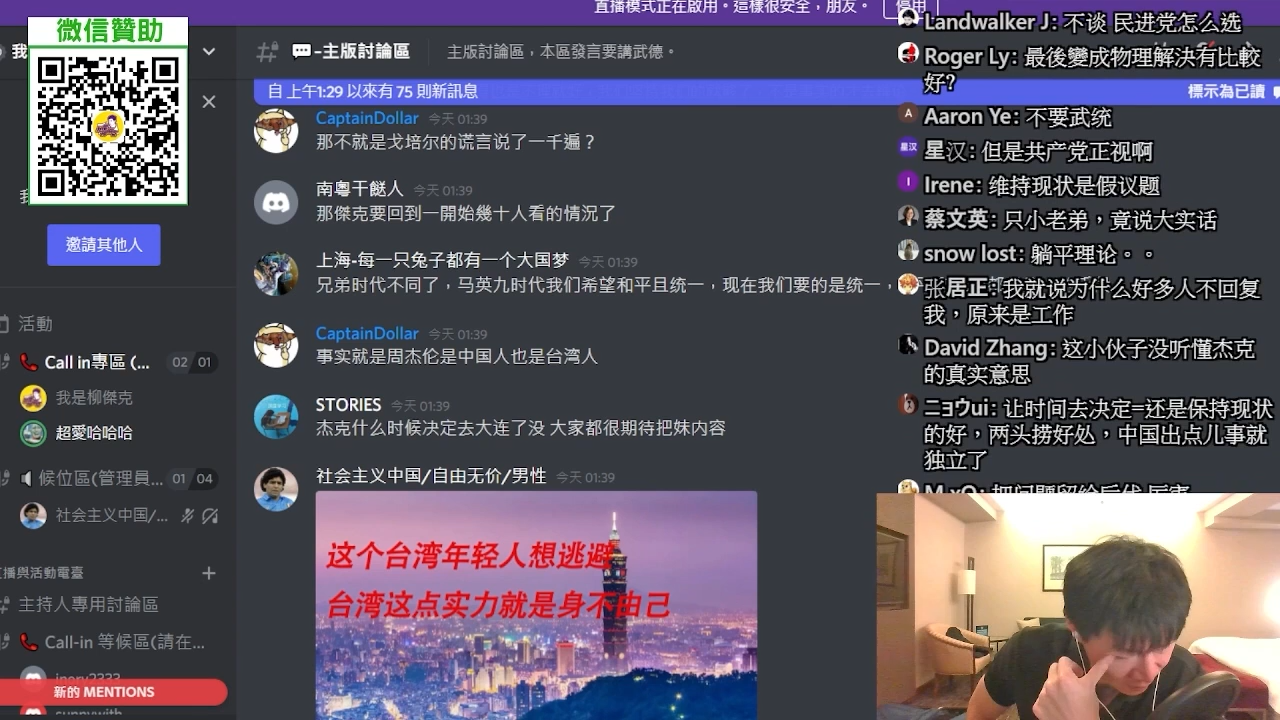 直播模式正在啟用。這樣很安全，朋友。
停用
微信贊助
我
邀請其他人
活動
Call in專區 (... 02 01
我是柳傑克
超愛哈哈哈
候位區(管理員... 01 04
社会主义中国/...
直播與活動電臺
主持人專用討論區
Call-in 等候區(請在...
新的 MENTIONS
sunnywith
-主版討論區
主版討論區，本區發言要講武德。
自 上午1:29 以來有 75 則新訊息
標示為已讀
CaptainDollar 今天 01:39
那不就是戈培尔的谎言说了一千遍？
南粵干餸人 今天 01:39
那傑克要回到一開始幾十人看的情況了
上海-每一只兔子都有一个大国梦 今天 01:39
兄弟时代不同了，马英九时代我们希望和平且统一，现在我们要的是统一，
CaptainDollar 今天 01:39
事实就是周杰伦是中国人也是台湾人
STORIES 今天 01:39
杰克什么时候决定去大连了没 大家都很期待把妹内容
社会主义中国/自由无价/男性 今天 01:39
这个台湾年轻人想逃避
台湾这点实力就是身不由己
Landwalker J: 不谈 民进党怎么选
Roger Ly: 最後變成物理解決有比較
好?
A
Aaron Ye: 不要武统
星汉
星汉: 但是共产党正视啊
I
Irene: 维持现状是假议题
蔡文英: 只小老弟，竟说大实话
snow lost: 躺平理论。。
张居正: 我就说为什么好多人不回复
我，原来是工作
David Zhang: 这小伙子没听懂杰克
的真实意思
ニョウui: 让时间去决定=还是保持现状
的好，两头捞好处，中国出点儿事就
独立了